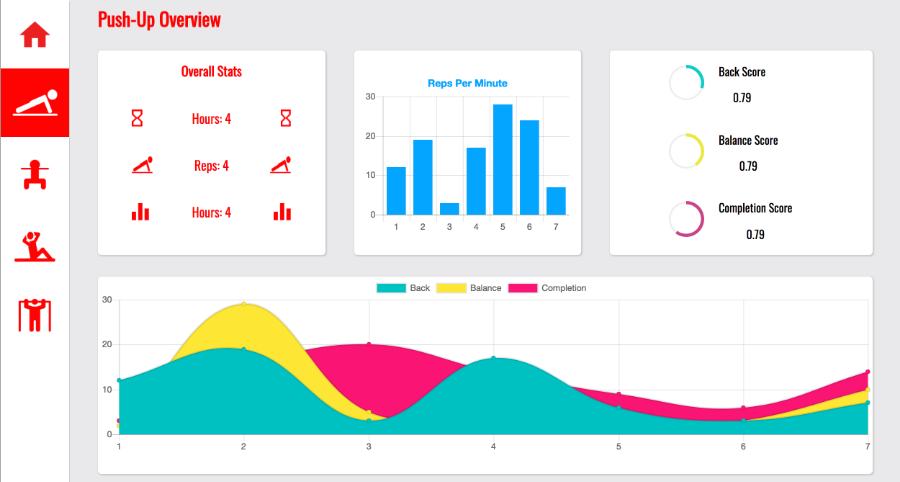 Push-Up Overview
Overall Stats
Hours: 4
Reps: 4
Hours: 4
Reps Per Minute
30
20
10
0
1 2 3 4 5 6 7
Back Score
0.79
Balance Score
0.79
Completion Score
0.79
Back Balance Completion
30
20
10
0
1 2 3 4 5 6 7